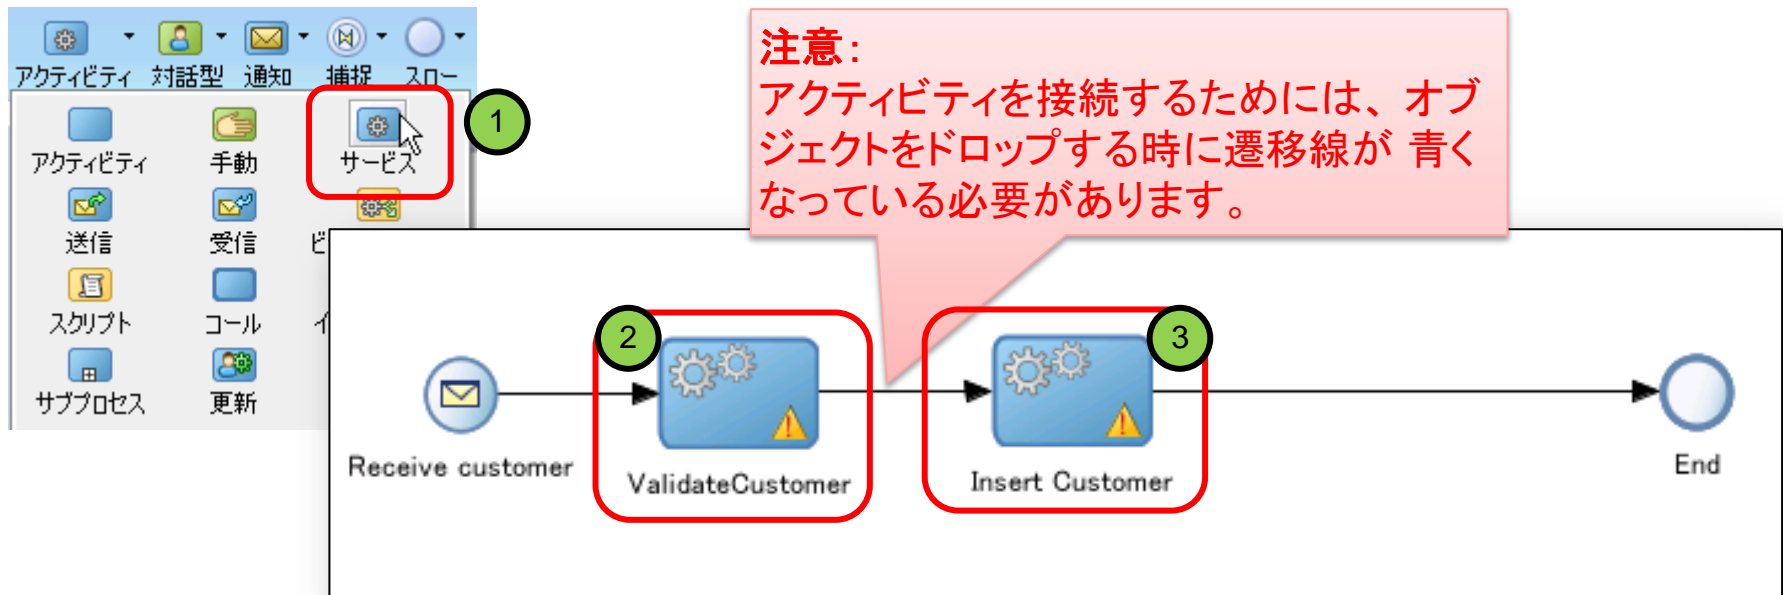 アクティビティ 対話型 通知 捕捉 スロー
アクティビティ 手動 サービス
1
送信 受信 ビ
スクリプト コール イ
サブプロセス 更新
注意：
アクティビティを接続するためには、オブ
ジェクトをドロップする時に遷移線が 青く
なっている必要があります。
2
3
Receive customer
ValidateCustomer
Insert Customer
End